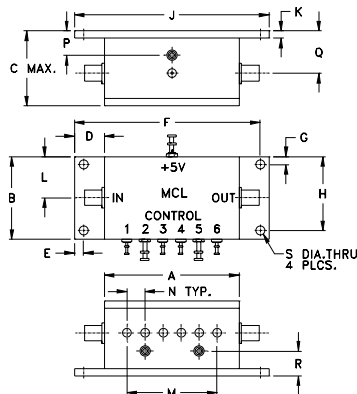 J
K
P
C MAX.
Q
F
D
G
+5V
L
B
IN
MCL
OUT
H
CONTROL
1 2 3 4 5 6
E
S DIA.THRU
4 PLCS.
A
N TYP.
R
M